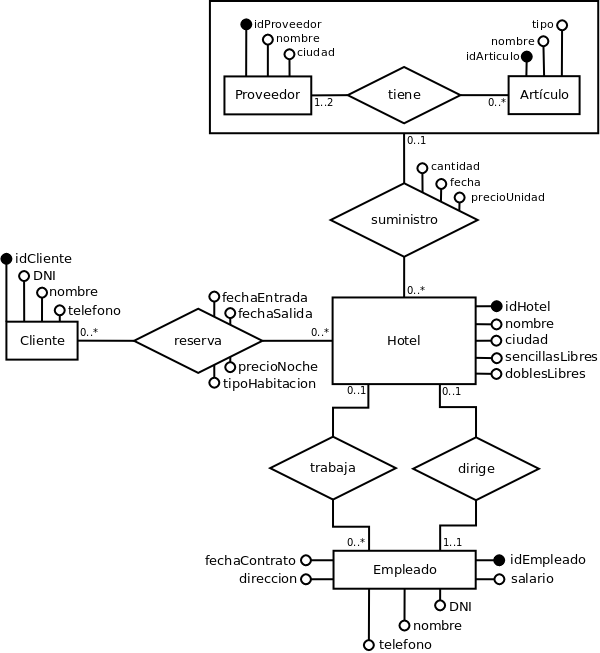 idProveedor
nombre
ciudad
tipo
nombre
idArticulo
Proveedor
1..2
tiene
0..*
Artículo
0..1
cantidad
fecha
precioUnidad
suministro
0..*
idCliente
DNI
nombre
telefono
Cliente
0..*
fechaEntrada
fechaSalida
reserva
precioNoche
tipoHabitacion
0..*
Hotel
idHotel
nombre
ciudad
sencillasLibres
doblesLibres
0..1
0..1
trabaja
dirige
0..*
1..1
fechaContrato
direccion
Empleado
idEmpleado
salario
DNI
nombre
telefono